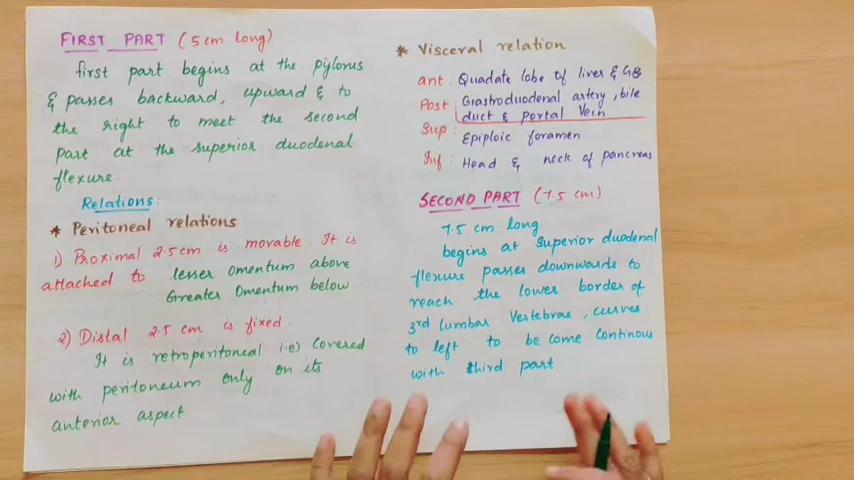 FIRST PART (5 cm long)
first part begins at the pylorus
& passes backward, upward & to
the right to meet the second
part at the superior duodenal
flexure.
Relations:
* Peritoneal relations
1) Proximal 2.5cm is movable. It is
attached to lesser omentum above
Greater Omentum below
2) Distal 2.5 cm is fixed.
It is retroperitoneal i.e) covered
with peritoneum only on its
anterior aspect
* Visceral relation
ant: Quadate lobe of liver & GB
Post: Grastroduodenal artery, bile
duct & portal Vein
Sup: Epiploic foramen
Inf: Head & neck of pancreas
SECOND PART (7.5 cm)
7.5 cm long
begins at Superior duodenal
flexure passes downwards to
reach the lower border of
3rd lumbar Vertebrae, curves
to left to be come continous
with third part